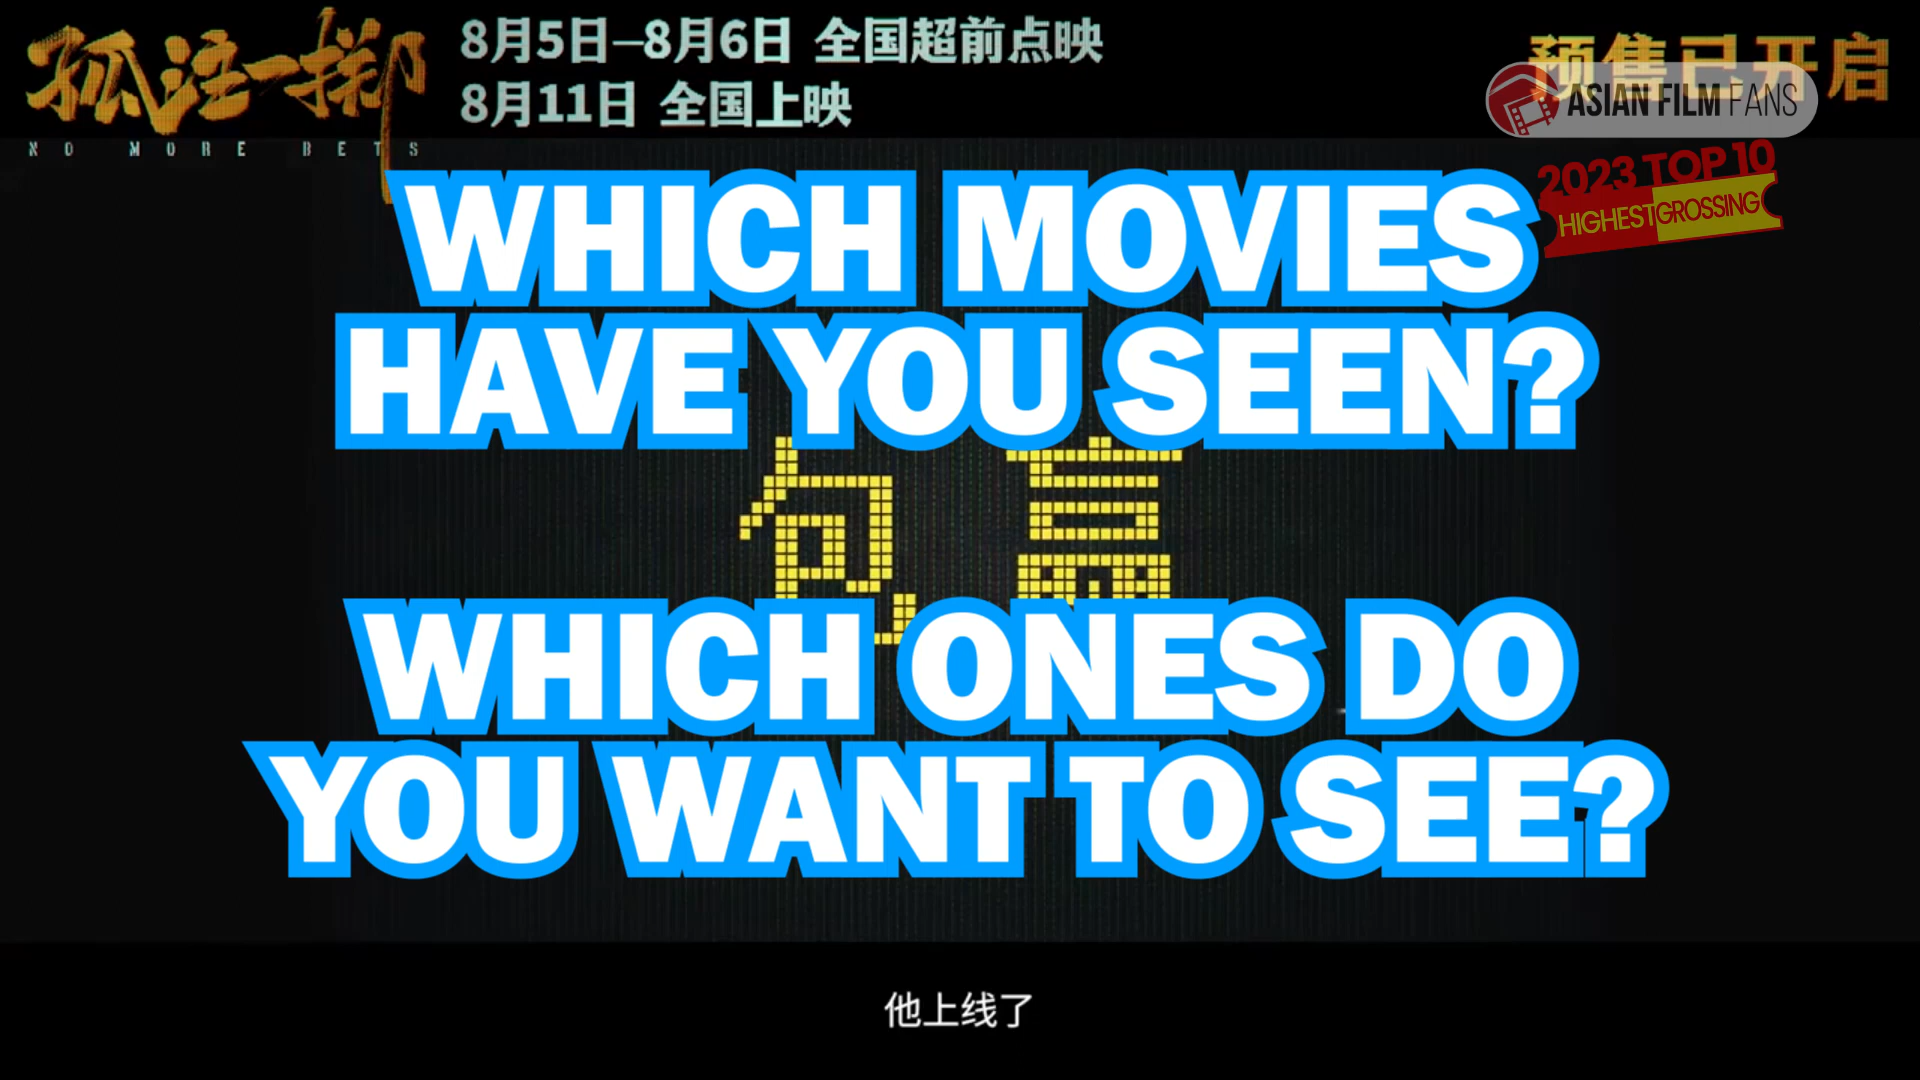 孤注一掷
NO MORE BETS
8月5日—8月6日 全国超前点映
8月11日 全国上映
预售已开启
ASIAN FILM FANS
2023 TOP 10
HIGHEST GROSSING
WHICH MOVIES
HAVE YOU SEEN?
包赢
WHICH ONES DO
YOU WANT TO SEE?
他上线了